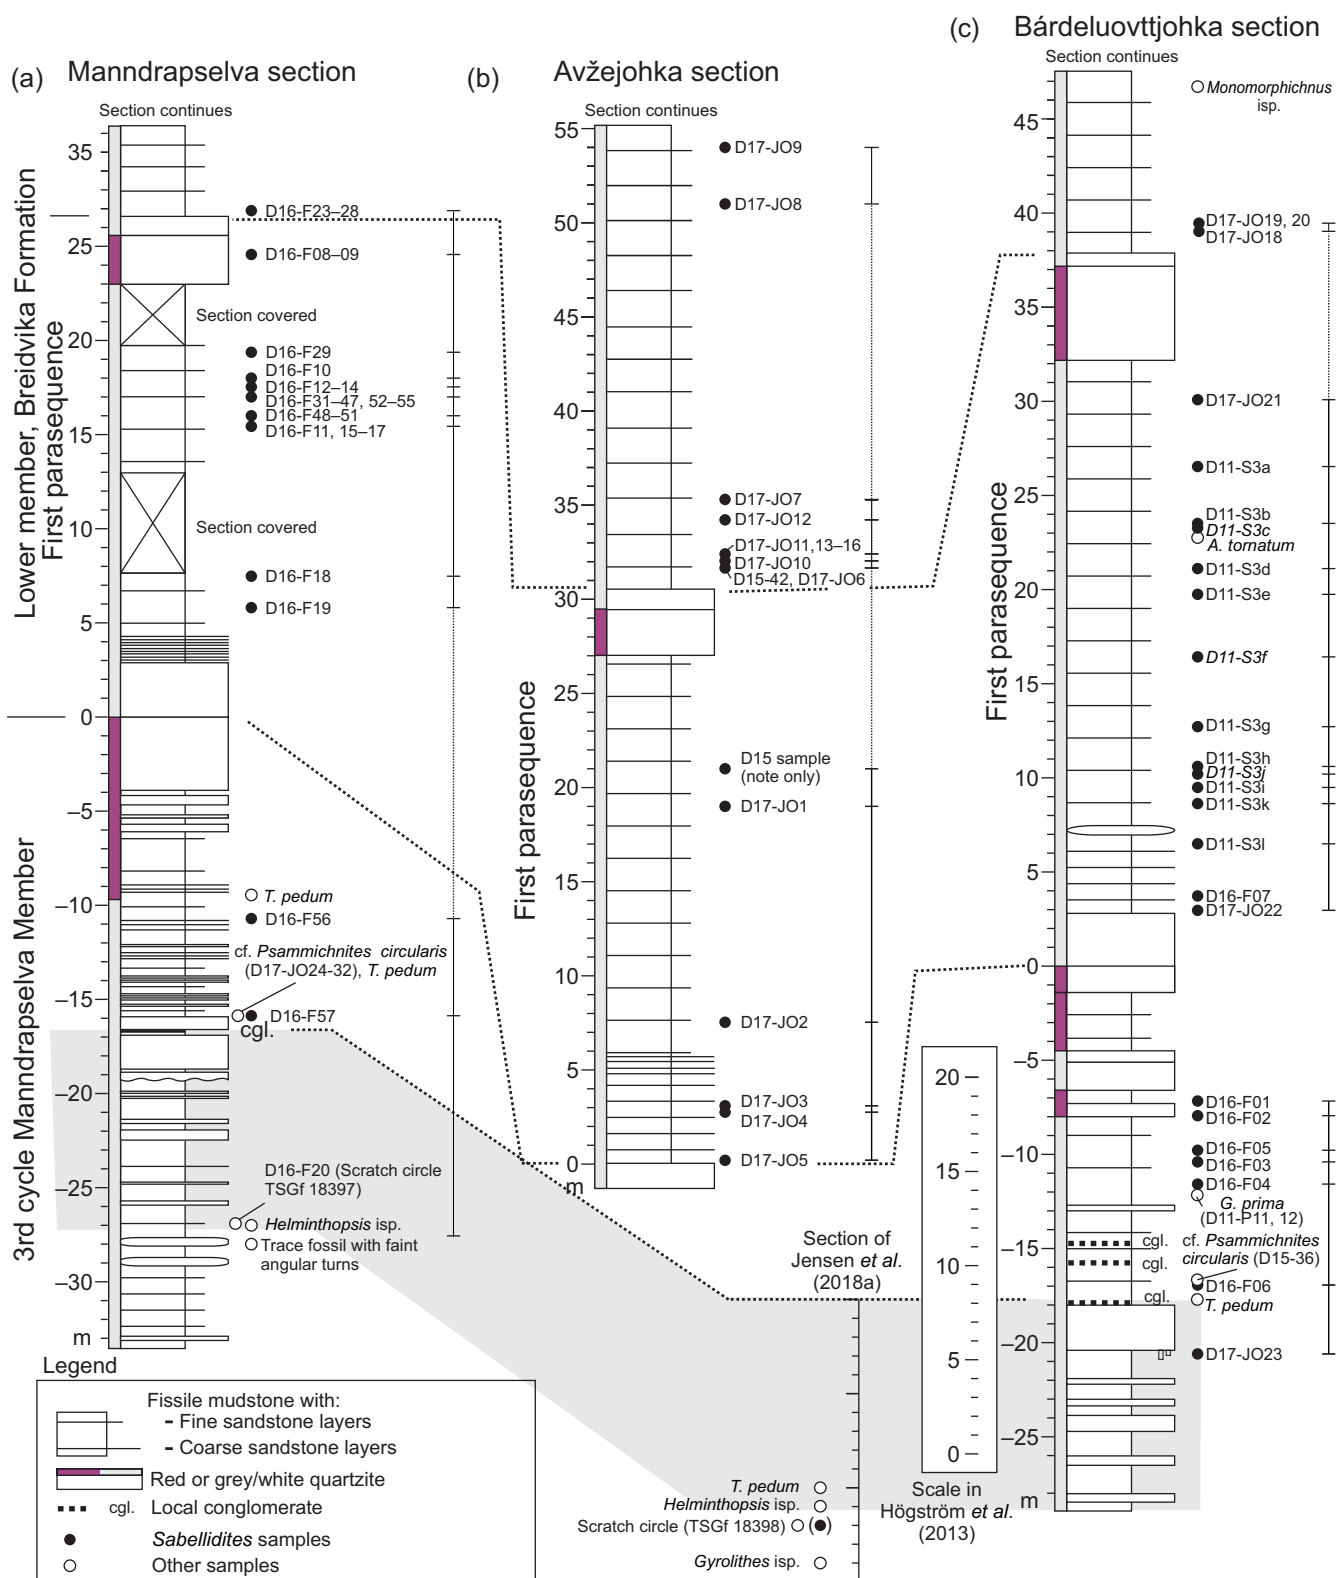 (a) Manndrapselva section
(b) Avžejohka section
(c) Bárdeluovttjohka section
Section continues
35
25
20
15
10
5
0
–5
–10
–15
–20
–25
–30
m
Lower member, Breidvika Formation
First parasequence
3rd cycle Manndrapselva Member
D16-F23–28
D16-F08–09
Section covered
D16-F29
D16-F10
D16-F12–14
D16-F31–47, 52–55
D16-F48–51
D16-F11, 15–17
Section covered
D16-F18
D16-F19
T. pedum
D16-F56
cf. Psammichnites circularis
(D17-JO24-32), T. pedum
D16-F57
cgl.
D16-F20 (Scratch circle
TSGf 18397)
Helminthopsis isp.
Trace fossil with faint
angular turns
Section continues
55
50
45
40
35
30
25
20
15
10
5
0
m
First parasequence
D17-JO9
D17-JO8
D17-JO7
D17-JO12
D17-JO11,13–16
D17-JO10
D15-42, D17-JO6
D15 sample
(note only)
D17-JO1
D17-JO2
D17-JO3
D17-JO4
D17-JO5
Section of
Jensen et al.
(2018a)
T. pedum
Helminthopsis isp.
Scratch circle (TSGf 18398) ( )
Gyrolithes isp.
20
15
10
5
0
Scale in
Högström et al.
(2013)
Section continues
45
40
35
30
25
20
15
10
5
0
–5
–10
–15
–20
–25
m
First parasequence
Monomorphichnus
isp.
D17-JO19, 20
D17-JO18
D17-JO21
D11-S3a
D11-S3b
D11-S3c
A. tornatum
D11-S3d
D11-S3e
D11-S3f
D11-S3g
D11-S3h
D11-S3j
D11-S3i
D11-S3k
D11-S3l
D16-F07
D17-JO22
D16-F01
D16-F02
D16-F05
D16-F03
D16-F04
G. prima
(D11-P11, 12)
cgl. cf. Psammichnites
circularis (D15-36)
cgl.
D16-F06
cgl.
T. pedum
D17-JO23
Legend
Fissile mudstone with:
- Fine sandstone layers
- Coarse sandstone layers
Red or grey/white quartzite
cgl. Local conglomerate
Sabellidites samples
Other samples